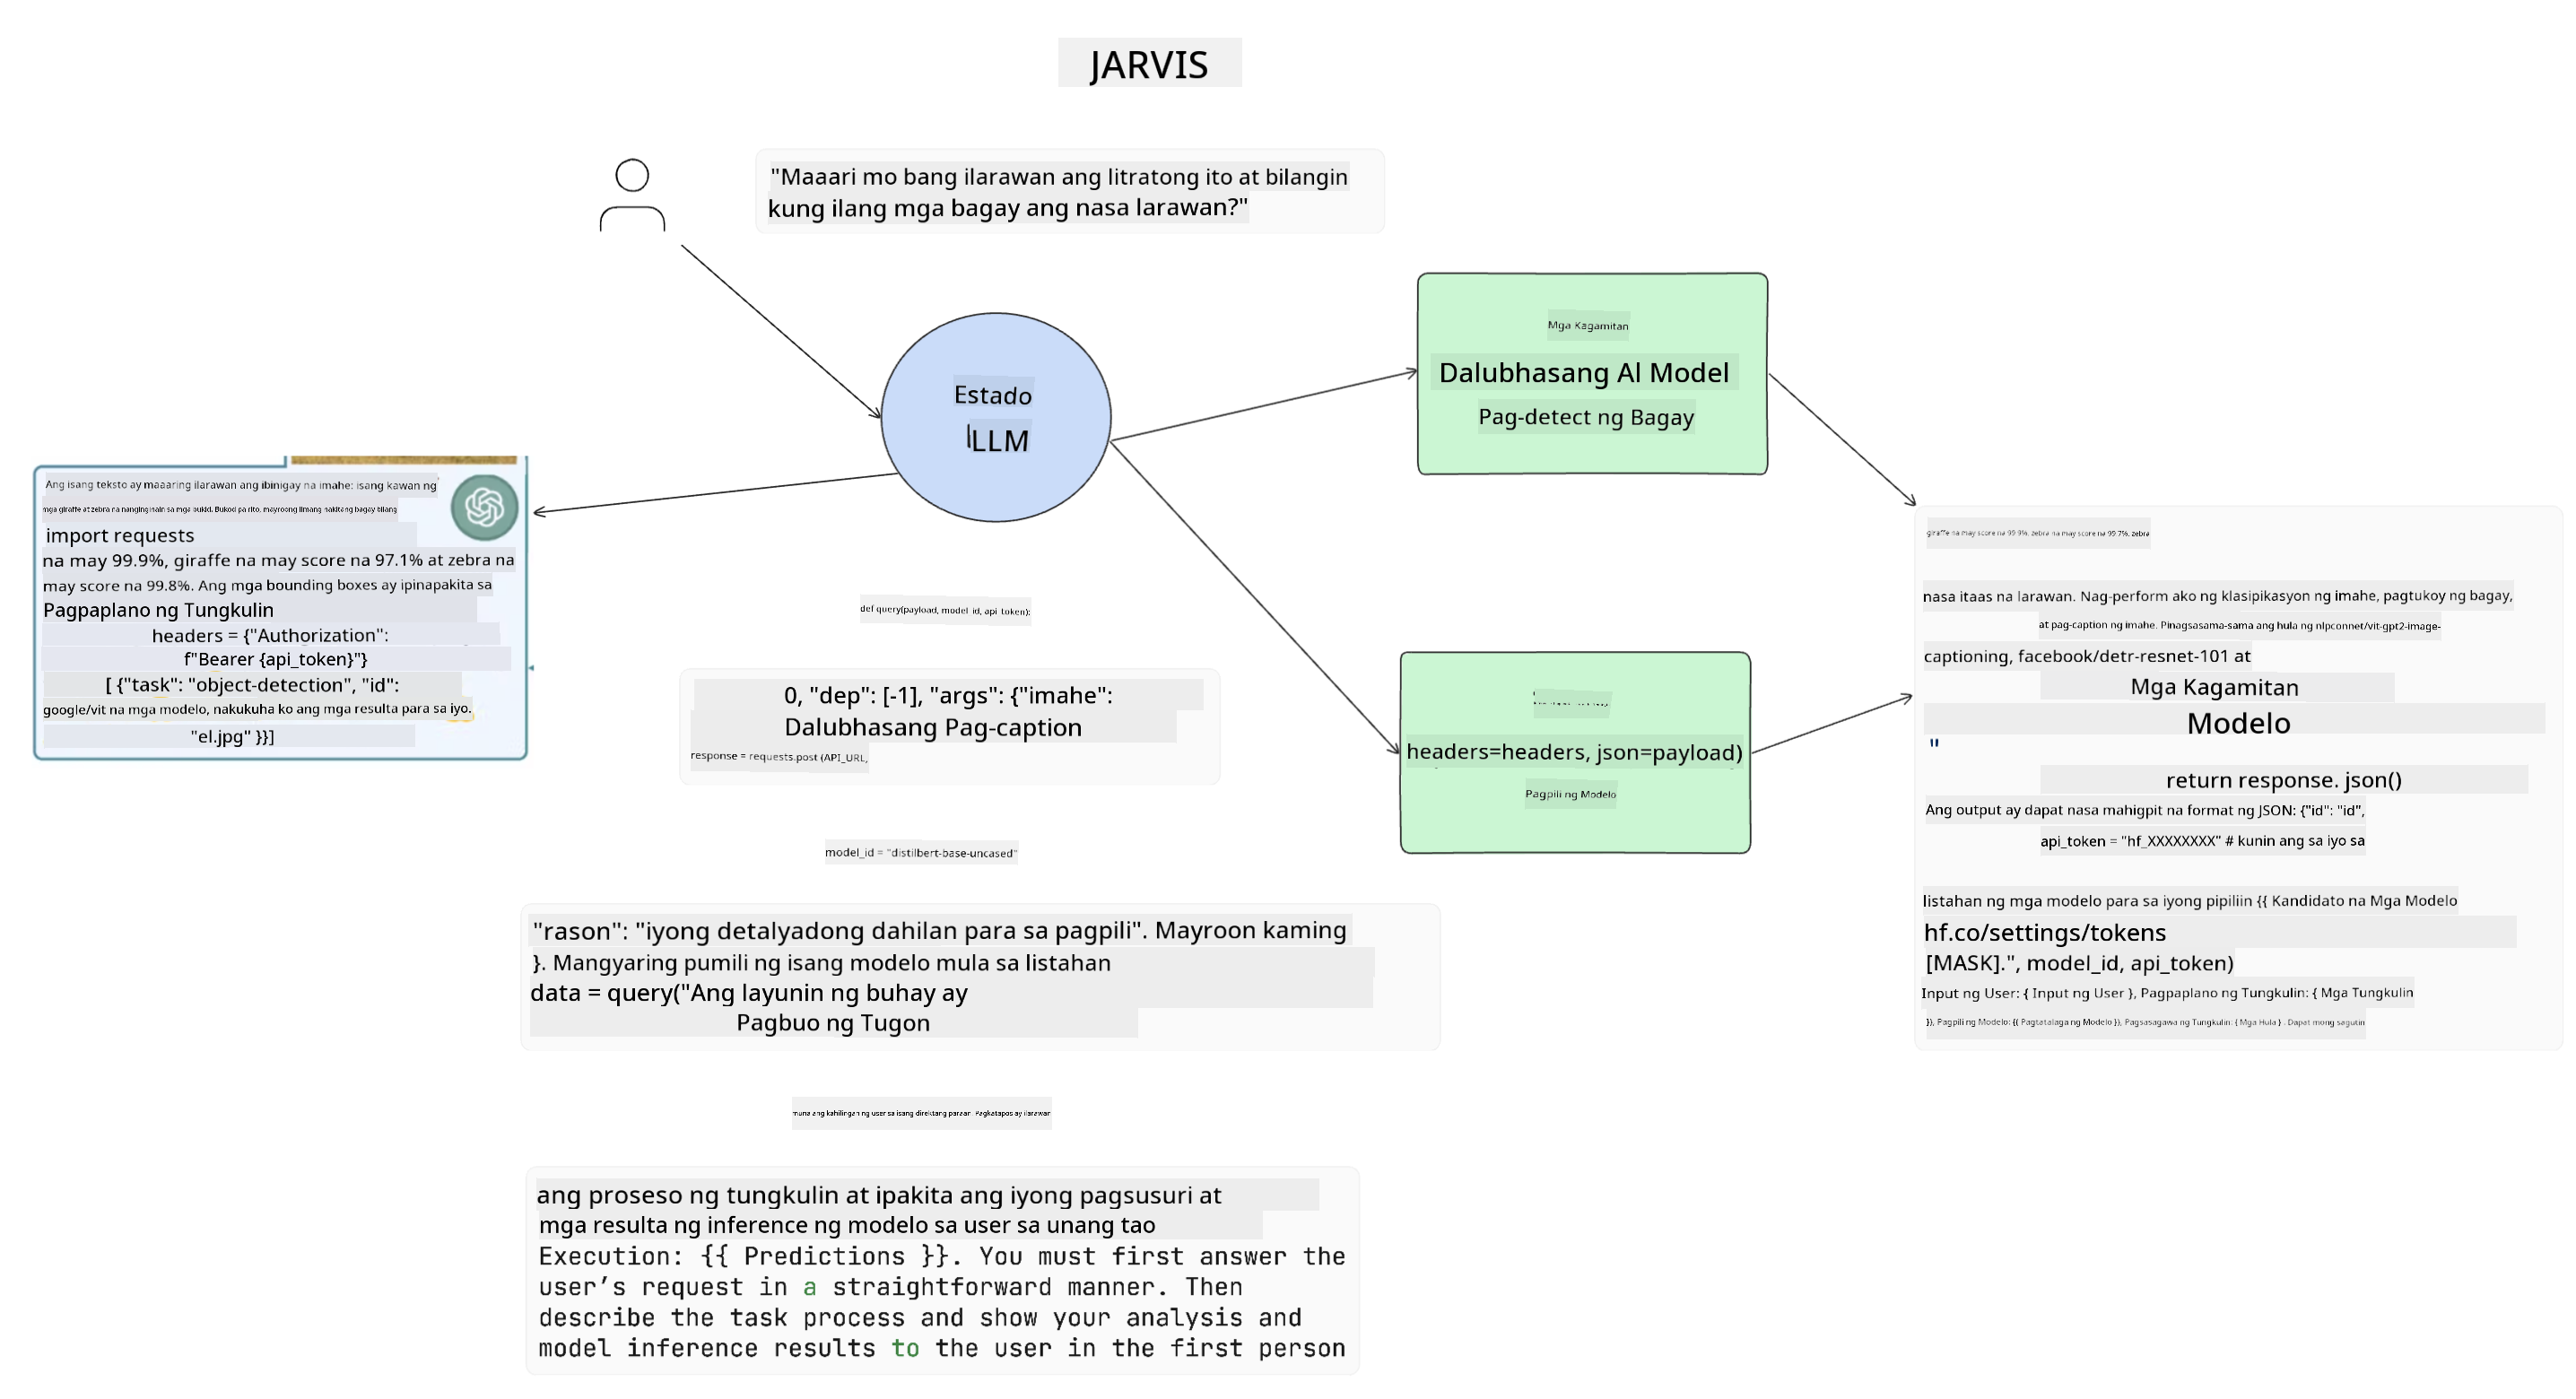 JARVIS
"Maaari mo bang ilarawan ang litratong ito at bilangin
kung ilang mga bagay ang nasa larawan?"
Estado
LLM
Mga Kagamitan
Dalubhasang Al Model
Pag-detect ng Bagay
Ang isang teksto ay maaaring ilarawan ang ibinigay na imahe: isang kawan ng
mga giraffe at zebra na nanginginain sa mga bukid. Bukod pa rito, mayroong limang nakitang bagay bilang
import requests
na may 99.9%, giraffe na may score na 97.1% at zebra na
may score na 99.8%. Ang mga bounding boxes ay ipinapakita sa
Pagpaplano ng Tungkulin
headers = {"Authorization":
f"Bearer {api_token}"}
[ {"task": "object-detection", "id":
google/vit na mga modelo, nakukuha ko ang mga resulta para sa iyo.
"el.jpg" }}]
def query(payload, model_id, api_token):
0, "dep": [-1], "args": {"imahe":
Dalubhasang Pag-caption
response = requests.post (API_URL,
headers=headers, json=payload)
Pagpili ng Modelo
giraffe na may score na 99.9%, zebra na may score na 99.7%, zebra
nasa itaas na larawan. Nag-perform ako ng klasipikasyon ng imahe, pagtukoy ng bagay,
at pag-caption ng imahe. Pinagsasama-sama ang hula ng nlpconnet/vit-gpt2-image-
captioning, facebook/detr-resnet-101 at
Mga Kagamitan
Modelo
"
return response. json()
Ang output ay dapat nasa mahigpit na format ng JSON: {"id": "id",
api_token = "hf_XXXXXXXX" # kunin ang sa iyo sa
listahan ng mga modelo para sa iyong pipiliin {{ Kandidato na Mga Modelo
hf.co/settings/tokens
[MASK].", model_id, api_token)
Input ng User: { Input ng User }, Pagpaplano ng Tungkulin: { Mga Tungkulin
}}, Pagpili ng Modelo: {{ Pagtatalaga ng Modelo }}, Pagsasagawa ng Tungkulin: { Mga Hula } . Dapat mong sagutin
model_id = "distilbert-base-uncased"
"rason": "iyong detalyadong dahilan para sa pagpili". Mayroon kaming
}. Mangyaring pumili ng isang modelo mula sa listahan
data = query("Ang layunin ng buhay ay
Pagbuo ng Tugon
muna ang kahilingan ng user sa isang direktang paraan. Pagkatapos ay ilarawan
ang proseso ng tungkulin at ipakita ang iyong pagsusuri at
mga resulta ng inference ng modelo sa user sa unang tao
Execution: {{ Predictions }}. You must first answer the
user’s request in a straightforward manner. Then
describe the task process and show your analysis and
model inference results to the user in the first person